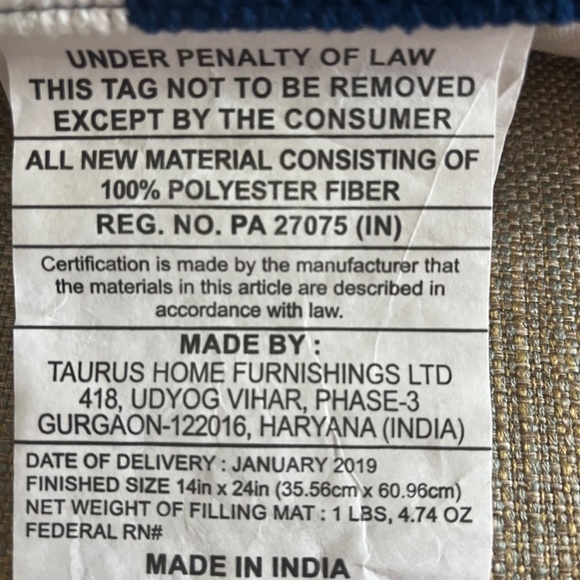 UNDER PENALTY OF LAW
THIS TAG NOT TO BE REMOVED
EXCEPT BY THE CONSUMER
ALL NEW MATERIAL CONSISTING OF
100% POLYESTER FIBER
REG. NO. PA 27075 (IN)
Certification is made by the manufacturer that
the materials in this article are described in
accordance with law.
MADE BY :
TAURUS HOME FURNISHINGS LTD
418, UDYOG VIHAR, PHASE-3
GURGAON-122016, HARYANA (INDIA)
DATE OF DELIVERY : JANUARY 2019
FINISHED SIZE 14in x 24in (35.56cm x 60.96cm)
NET WEIGHT OF FILLING MAT : 1 LBS, 4.74 OZ
FEDERAL RN#
MADE IN INDIA